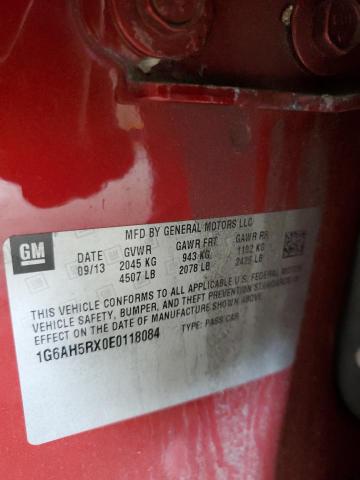 MFD BY GENERAL MOTORS LLC
GM
DATE GVWR GAWR FRT GAWR RR
09/13 2045 KG 943 KG 1102 KG
4507 LB 2078 LB 2429 LB
THIS VEHICLE CONFORMS TO ALL APPLICABLE U.S. FEDERAL MOTOR
VEHICLE SAFETY, BUMPER, AND THEFT PREVENTION STANDARDS IN
EFFECT ON THE DATE OF MANUFACTURE SHOWN ABOVE.
1G6AH5RX0E0118084 TYPE: PASS CAR